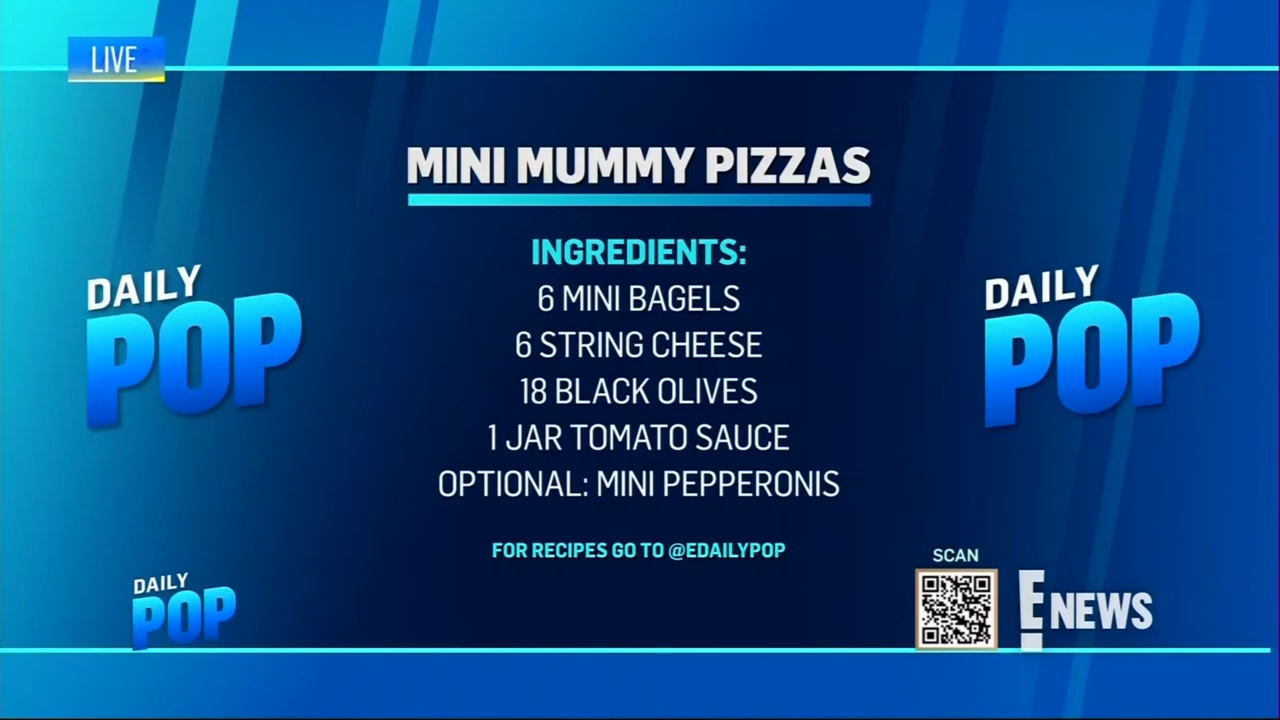 LIVE
MINI MUMMY PIZZAS
INGREDIENTS:
6 MINI BAGELS
6 STRING CHEESE
18 BLACK OLIVES
1 JAR TOMATO SAUCE
OPTIONAL: MINI PEPPERONIS
FOR RECIPES GO TO @EDAILYPOP
DAILY
POP
DAILY
POP
DAILY
POP
SCAN
E! NEWS